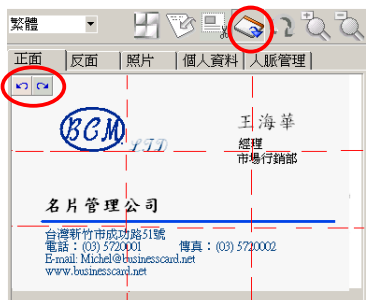 繁體
正面 反面 照片 個人資料 人脈管理
BCM
LTD
王海華
經理
市場行銷部
名片管理公司
台灣新竹市成功路51號
電話：(03) 5720001 傳真：(03) 5720002
E-mail: Michel@businesscard.net
www.businesscard.net